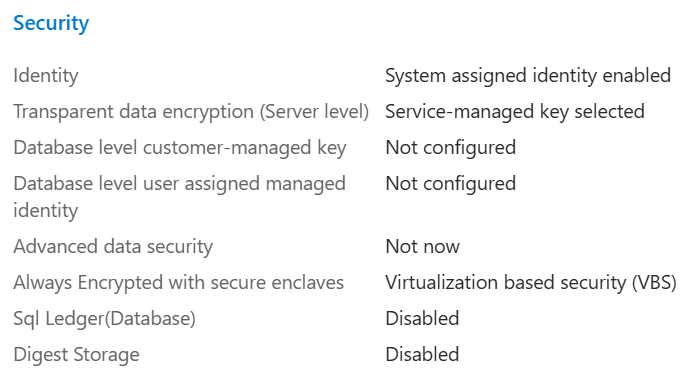 Security
Identity System assigned identity enabled
Transparent data encryption (Server level) Service-managed key selected
Database level customer-managed key Not configured
Database level user assigned managed Not configured
identity
Advanced data security Not now
Always Encrypted with secure enclaves Virtualization based security (VBS)
Sql Ledger(Database) Disabled
Digest Storage Disabled